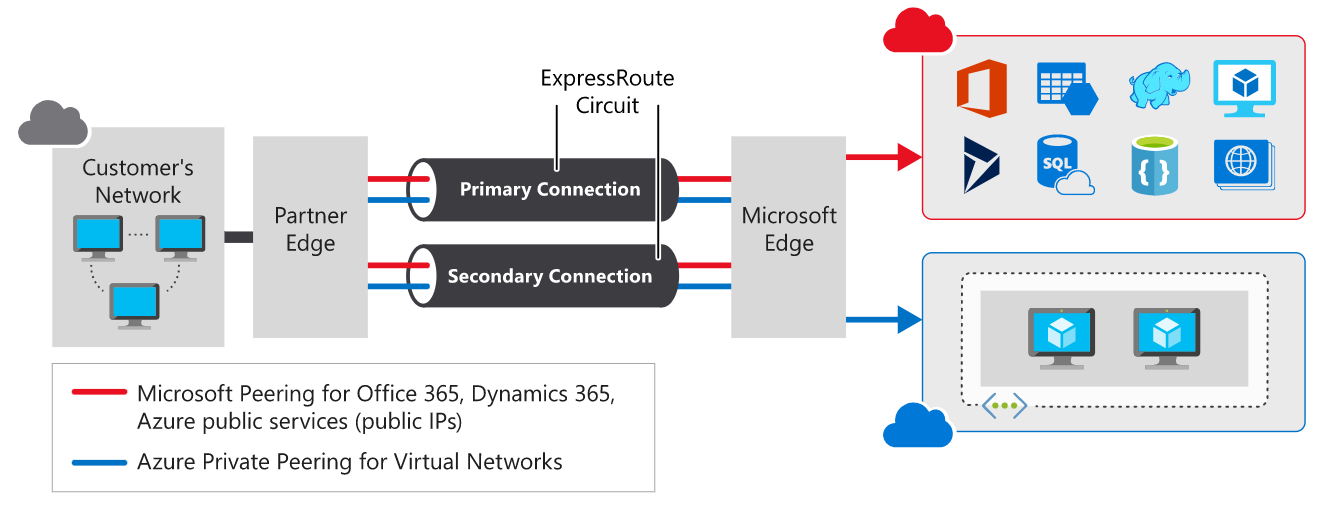 ExpressRoute
Circuit
Customer's
Network
Partner
Edge
Primary Connection
Secondary Connection
Microsoft
Edge
SQL
{ }
Microsoft Peering for Office 365, Dynamics 365,
Azure public services (public IPs)
Azure Private Peering for Virtual Networks